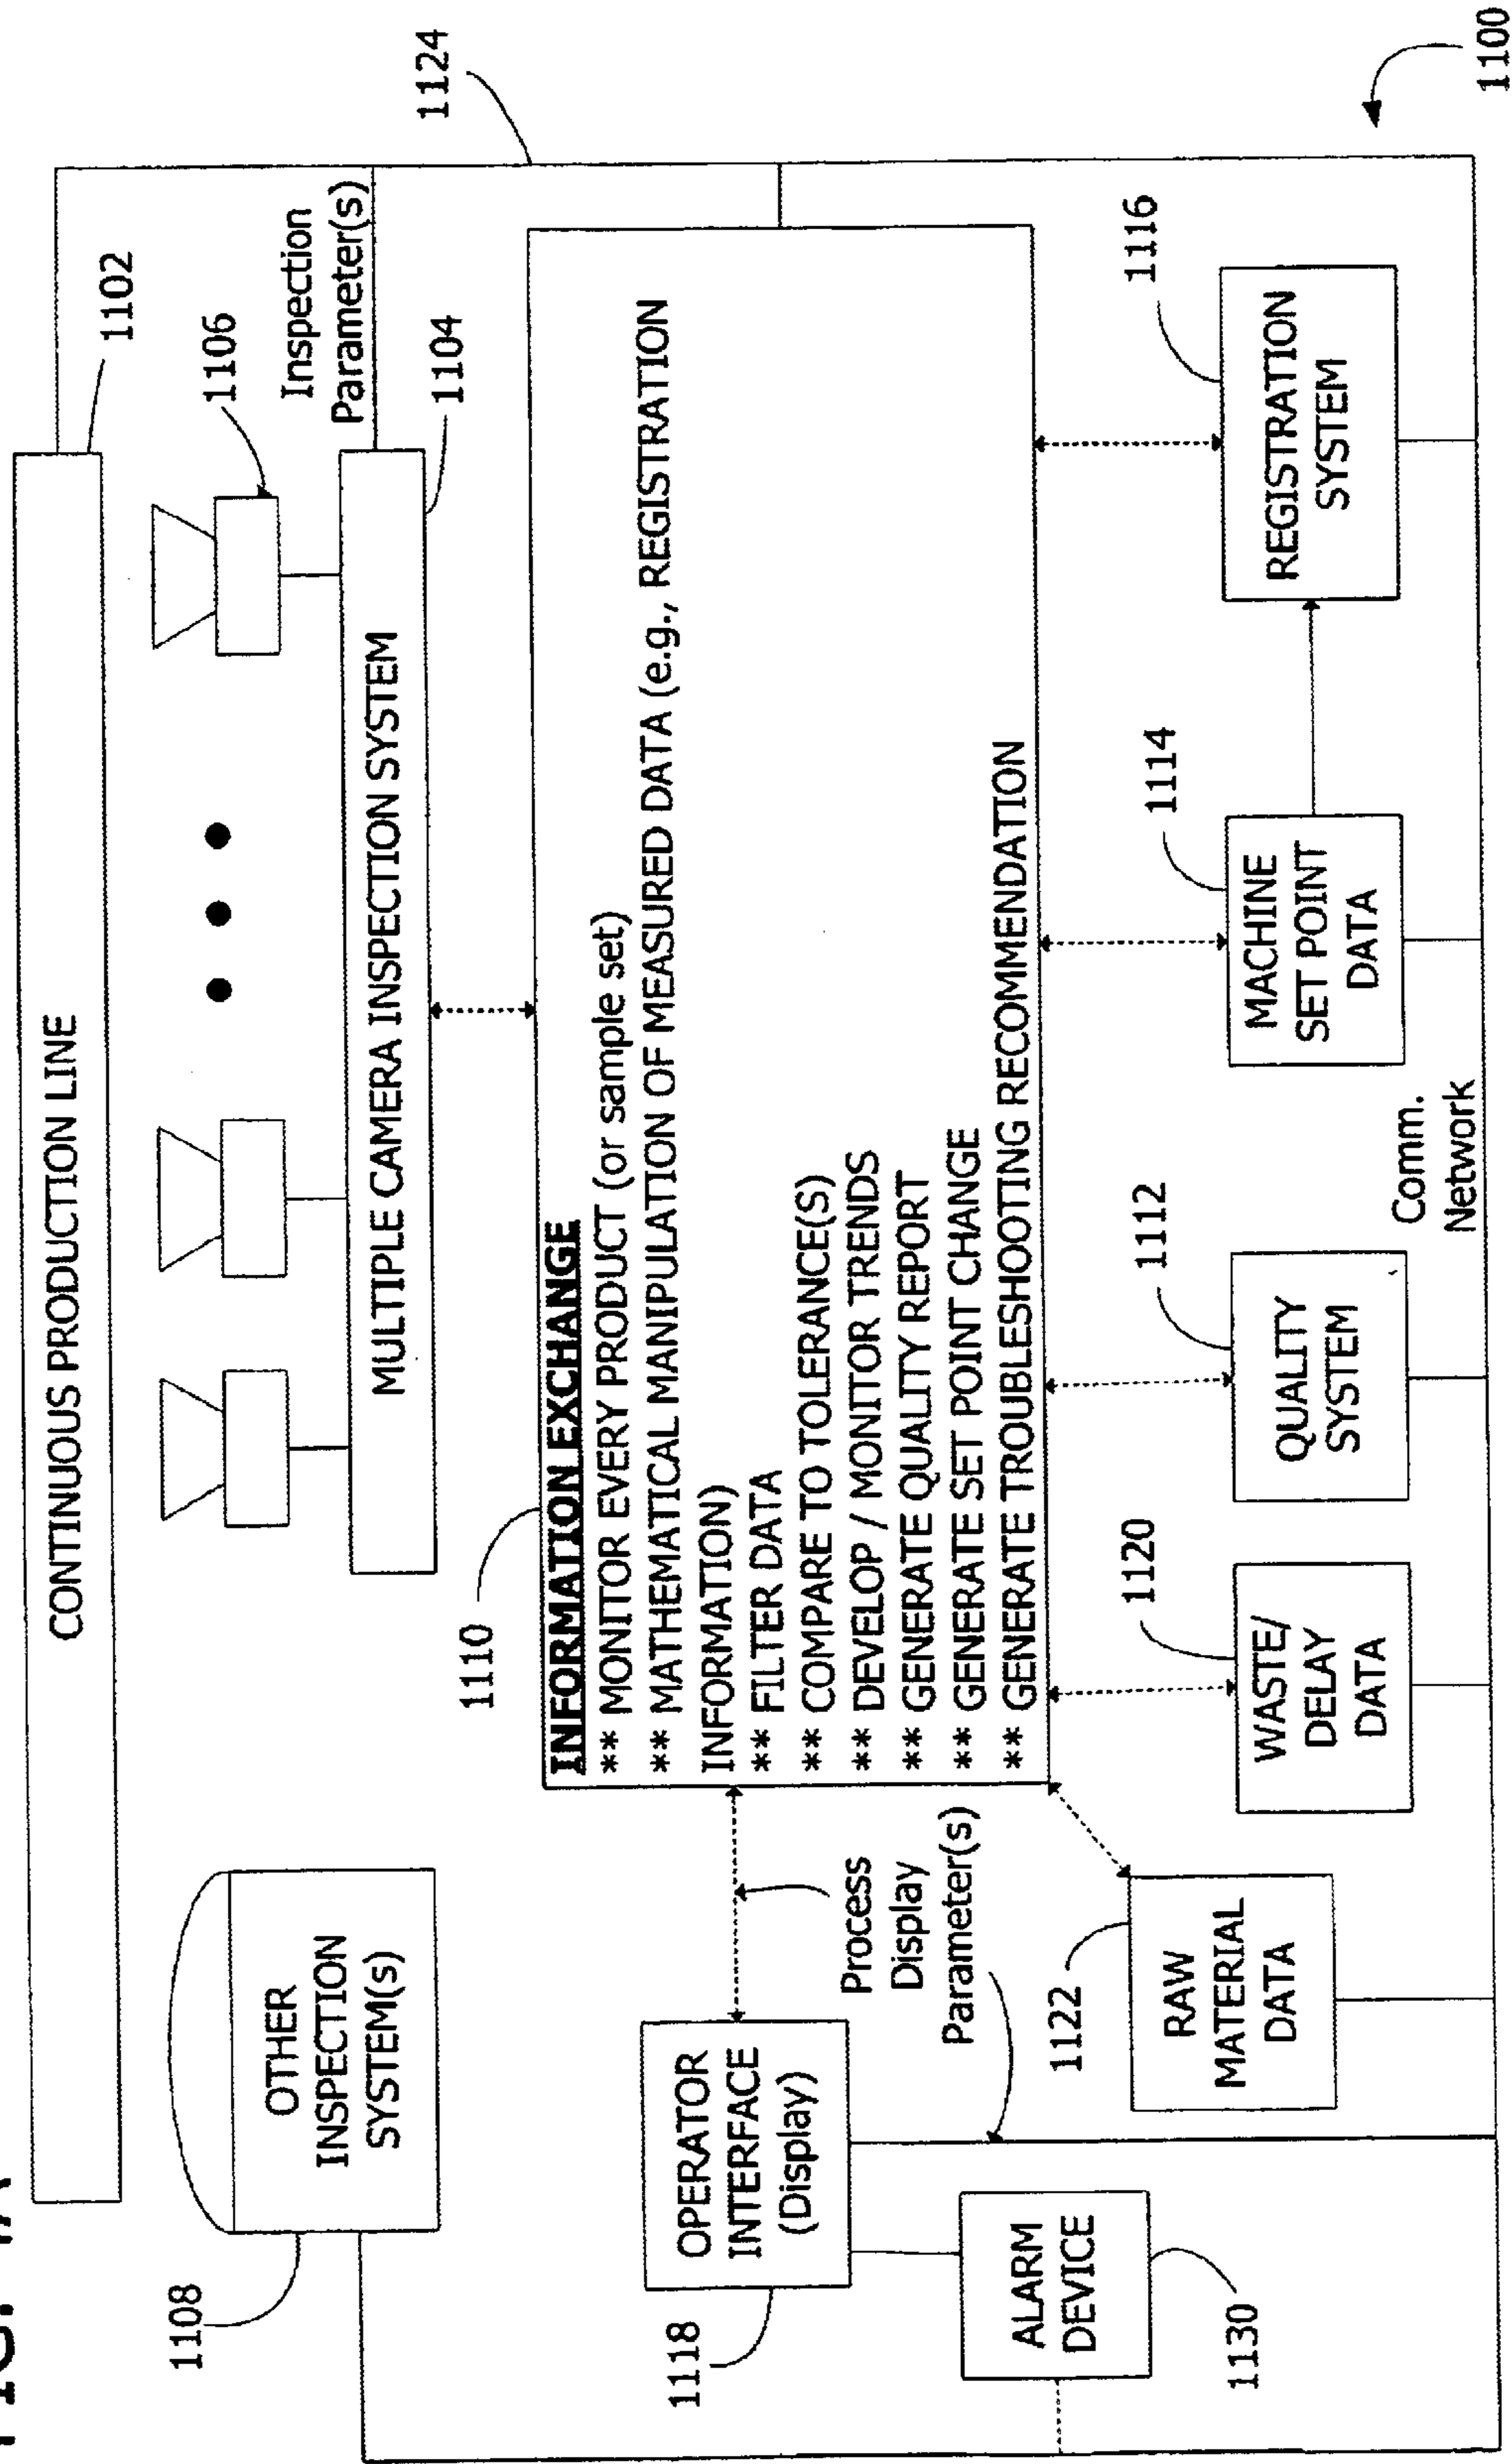 CONTINUOUS PRODUCTION LINE
1102
1106
Inspection
Parameter(s)
1104
1124
MULTIPLE CAMERA INSPECTION SYSTEM
OTHER
INSPECTION
SYSTEM(s)
1108
1110
INFORMATION EXCHANGE
** MONITOR EVERY PRODUCT (or sample set)
** MATHEMATICAL MANIPULATION OF MEASURED DATA (e.g., REGISTRATION
INFORMATION)
** FILTER DATA
** COMPARE TO TOLERANCE(S)
** DEVELOP / MONITOR TRENDS
** GENERATE QUALITY REPORT
** GENERATE SET POINT CHANGE
** GENERATE TROUBLESHOOTING RECOMMENDATION
OPERATOR
INTERFACE
(Display)
1118
Process
Display
Parameter(s)
ALARM
DEVICE
1130
1122
RAW
MATERIAL
DATA
1120
WASTE/
DELAY
DATA
1112
QUALITY
SYSTEM
1114
MACHINE
SET POINT
DATA
1116
REGISTRATION
SYSTEM
Comm.
Network
1100